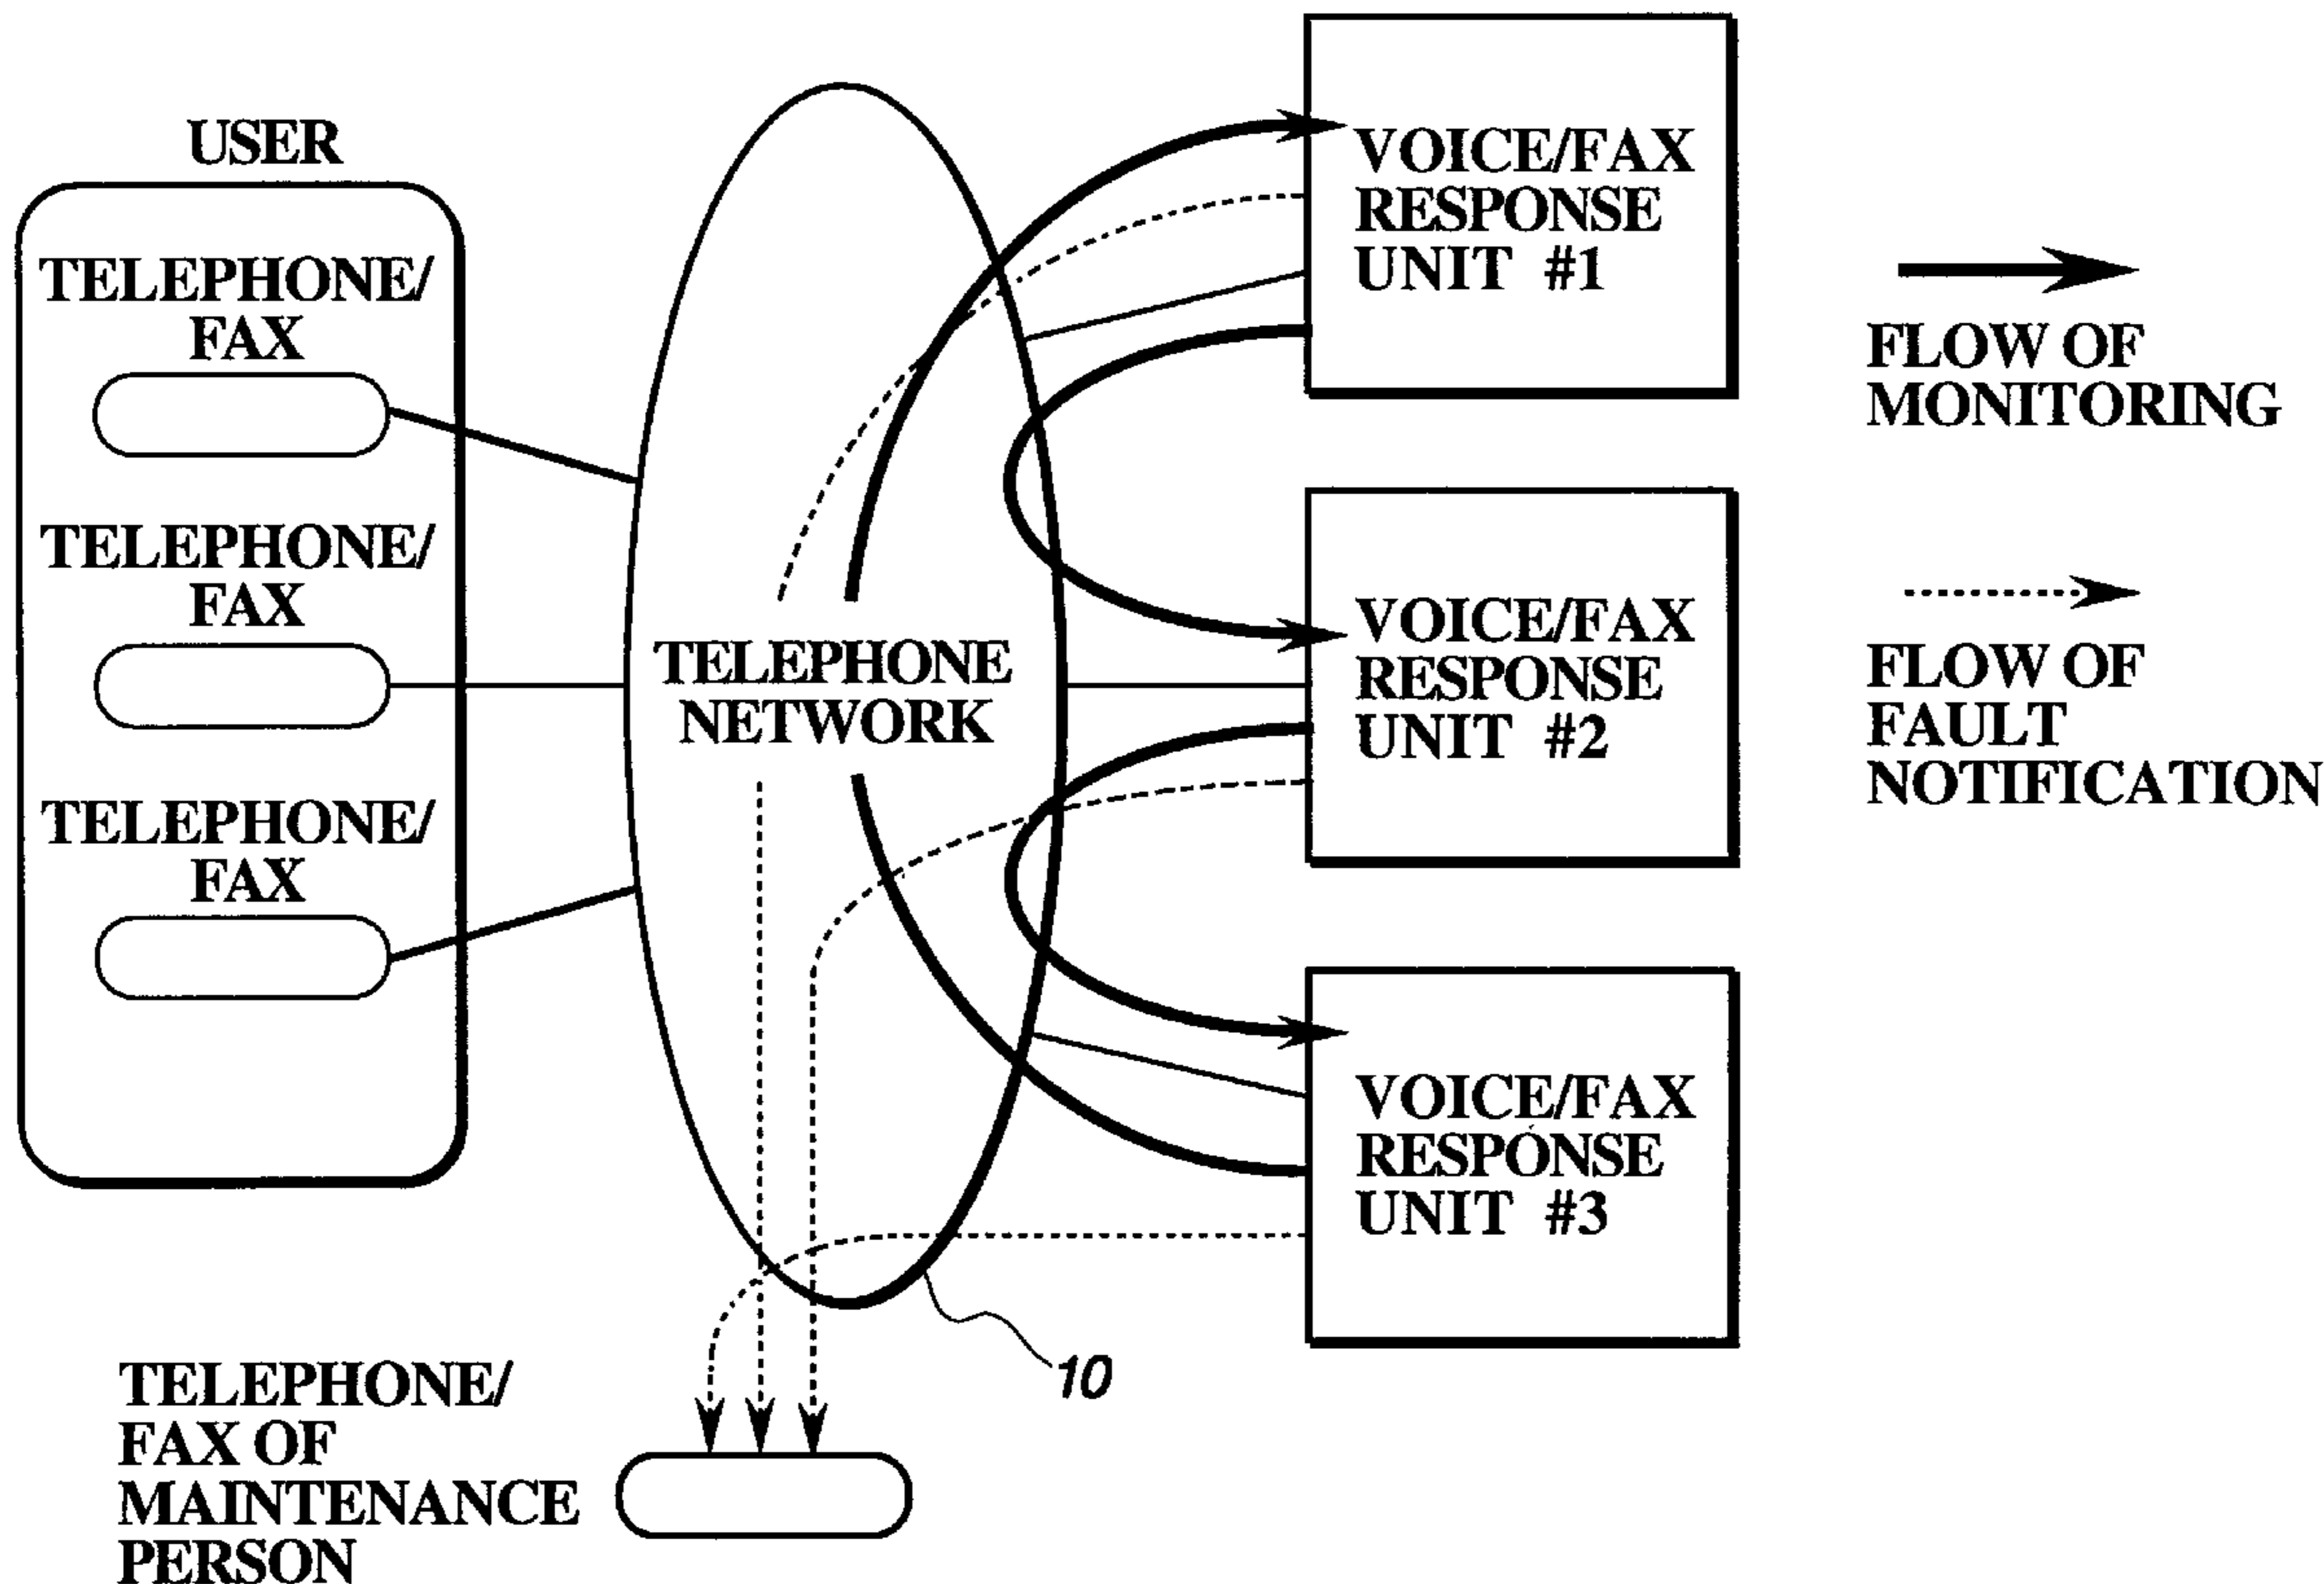 USER
TELEPHONE/
FAX
TELEPHONE/
FAX
TELEPHONE/
FAX
TELEPHONE
NETWORK
VOICE/FAX
RESPONSE
UNIT #1
VOICE/FAX
RESPONSE
UNIT #2
VOICE/FAX
RESPONSE
UNIT #3
FLOW OF
MONITORING
FLOW OF
FAULT
NOTIFICATION
10
TELEPHONE/
FAX OF
MAINTENANCE
PERSON